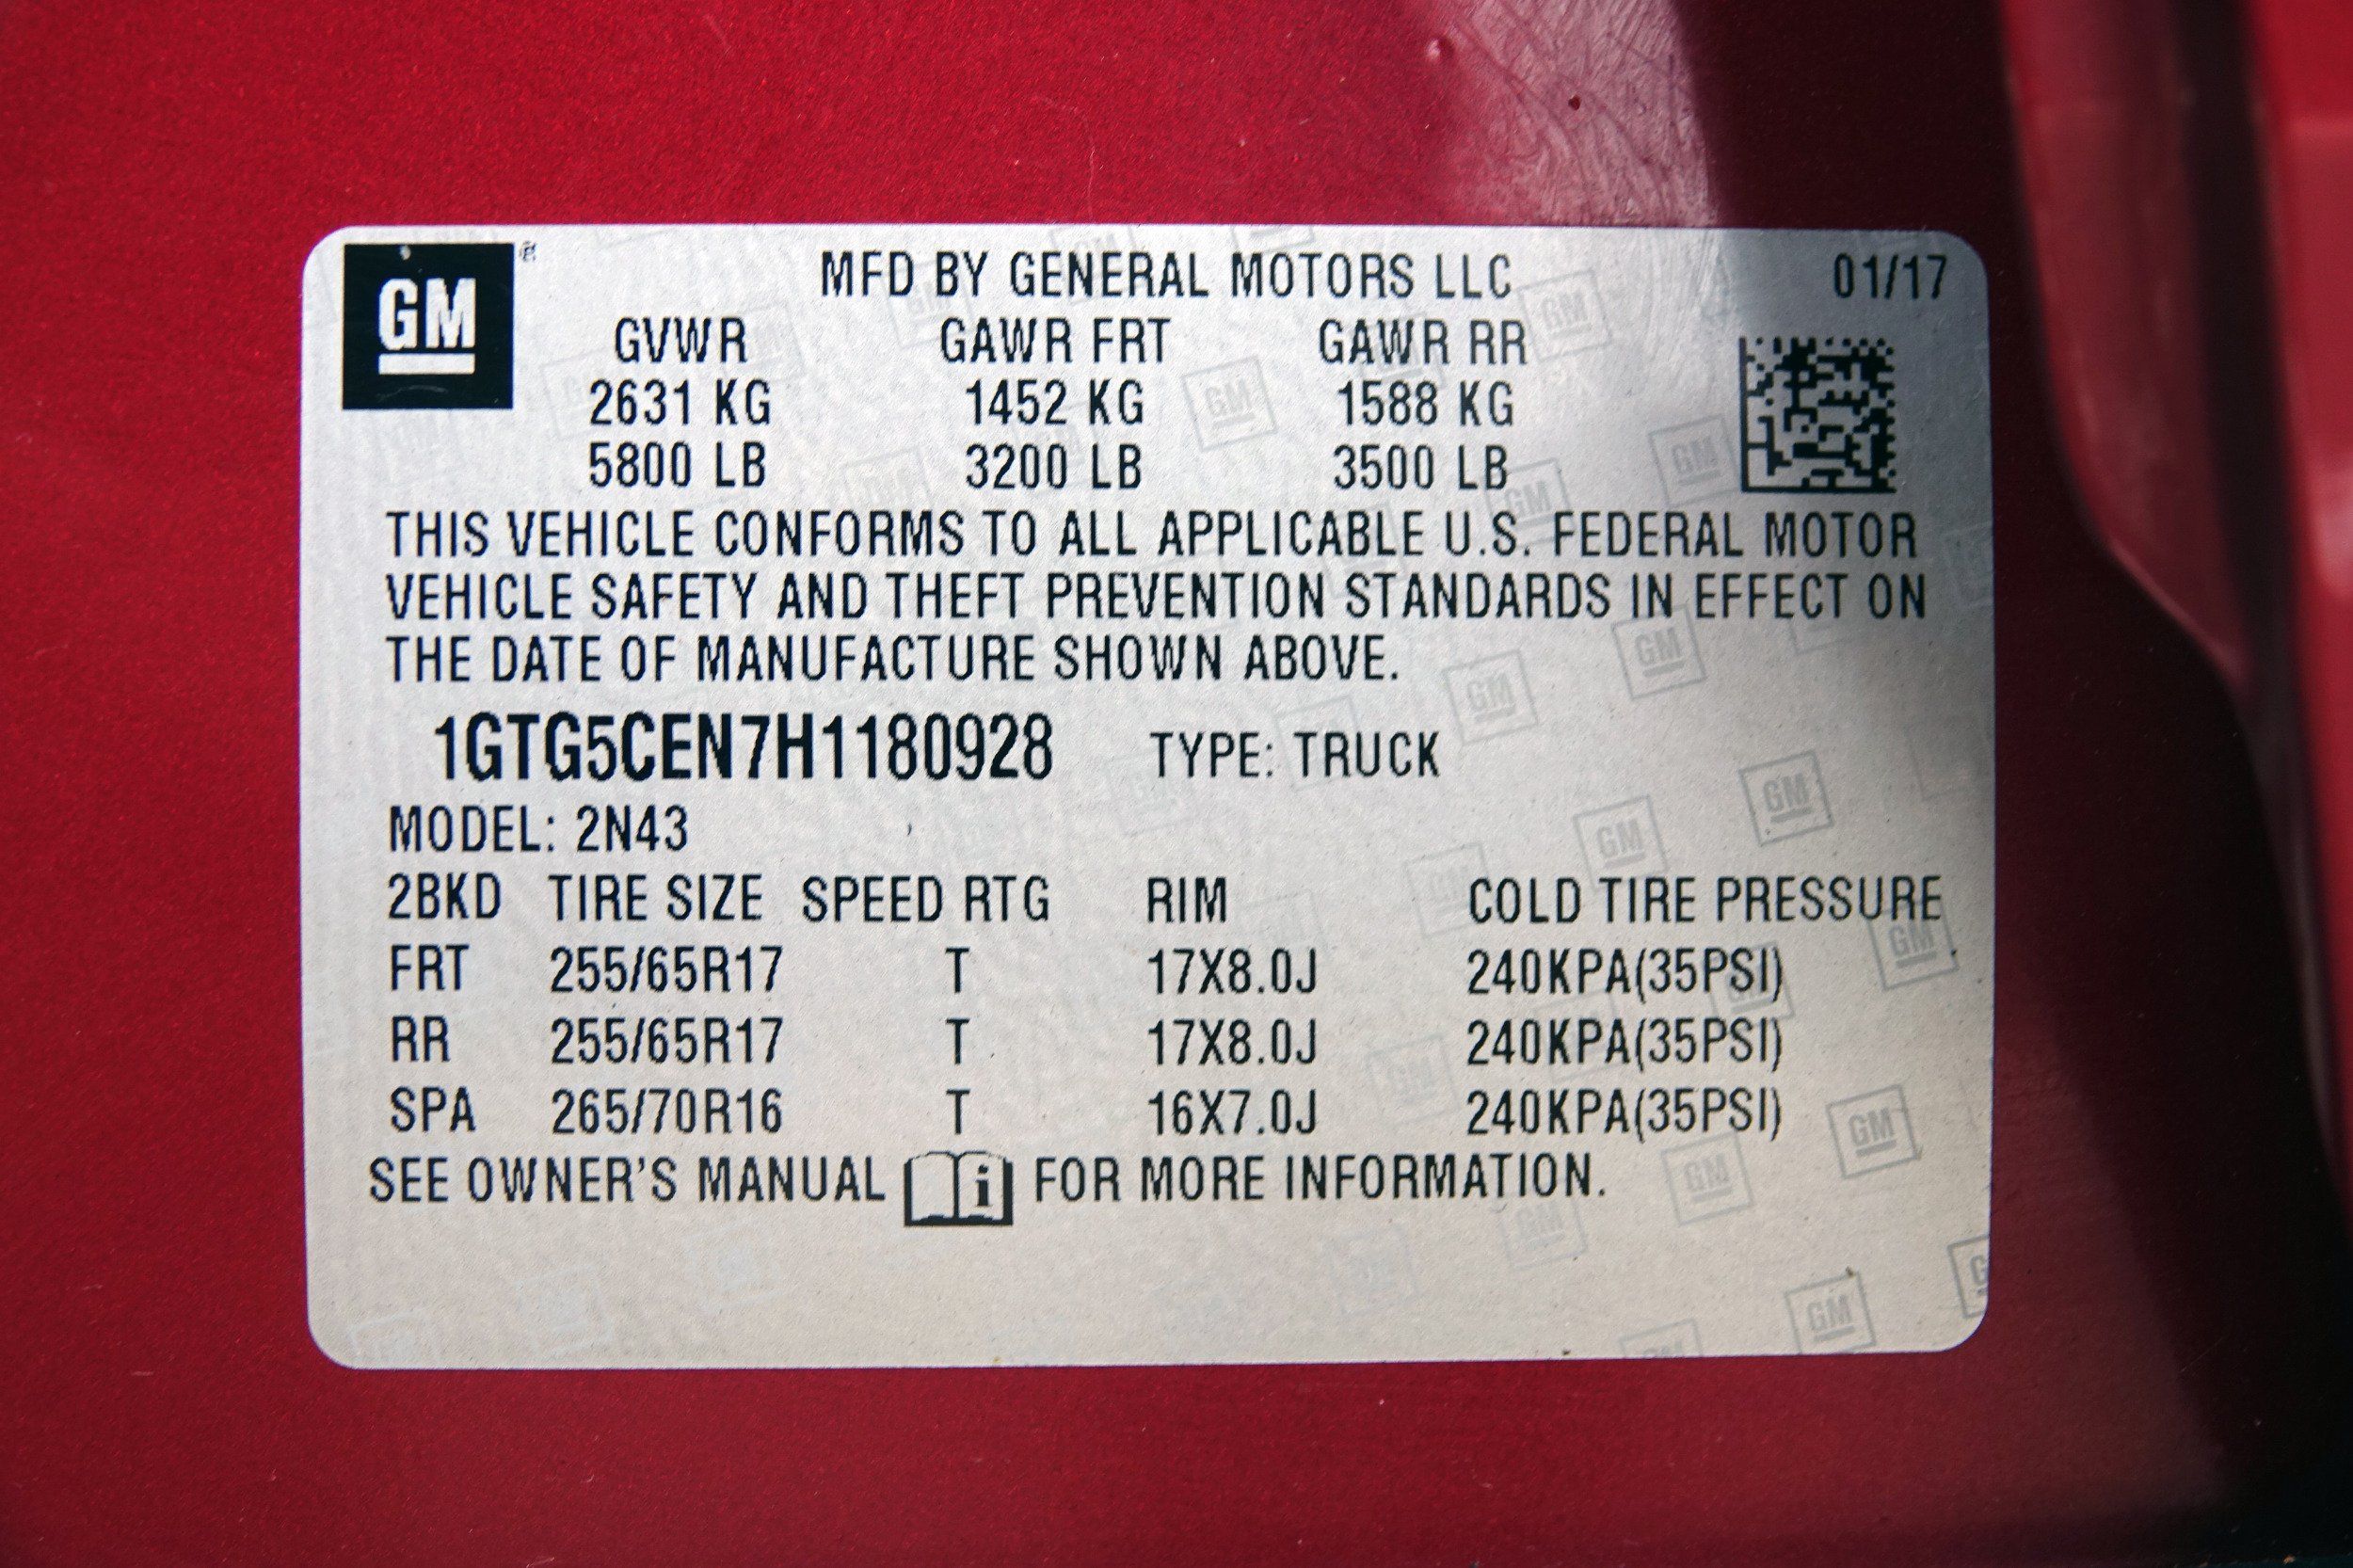 GM ® MFD BY GENERAL MOTORS LLC 01/17
GVWR GAWR FRT GAWR RR
2631 KG 1452 KG 1588 KG
5800 LB 3200 LB 3500 LB
THIS VEHICLE CONFORMS TO ALL APPLICABLE U.S. FEDERAL MOTOR
VEHICLE SAFETY AND THEFT PREVENTION STANDARDS IN EFFECT ON
THE DATE OF MANUFACTURE SHOWN ABOVE.
1GTG5CEN7H1180928 TYPE: TRUCK
MODEL: 2N43
2BKD TIRE SIZE SPEED RTG RIM COLD TIRE PRESSURE
FRT 255/65R17 T 17X8.0J 240KPA(35PSI)
RR 255/65R17 T 17X8.0J 240KPA(35PSI)
SPA 265/70R16 T 16X7.0J 240KPA(35PSI)
SEE OWNER'S MANUAL i FOR MORE INFORMATION.